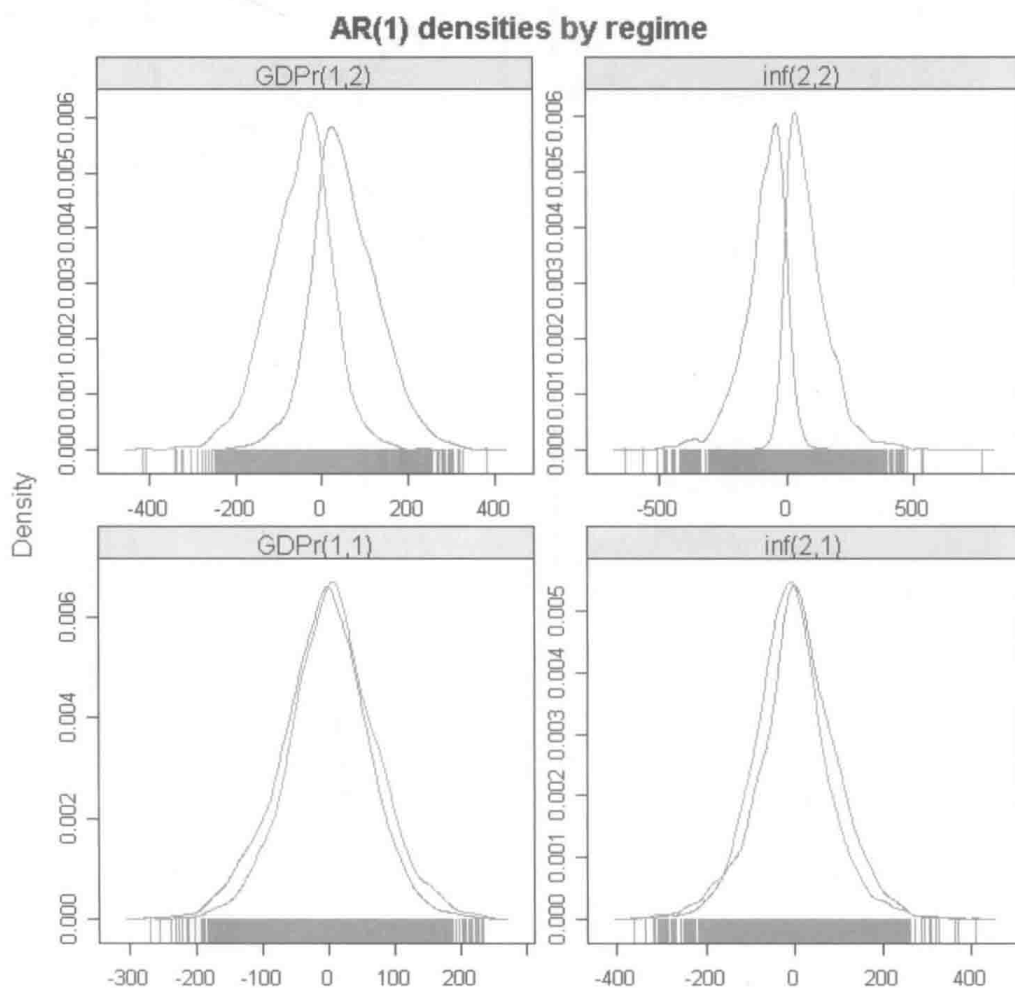 AR(1) densities by regime
GDPr(1,2)
inf(2,2)
0.000 0.001 0.002 0.003 0.004 0.005 0.006
0.000 0.001 0.002 0.003 0.004 0.005 0.006
-400 -200 0 200 400
-500 0 500
Density
GDPr(1,1)
inf(2,1)
0.000 0.002 0.004 0.006
0.000 0.001 0.002 0.003 0.004 0.005
-300 -200 -100 0 100 200
-400 -200 0 200 400